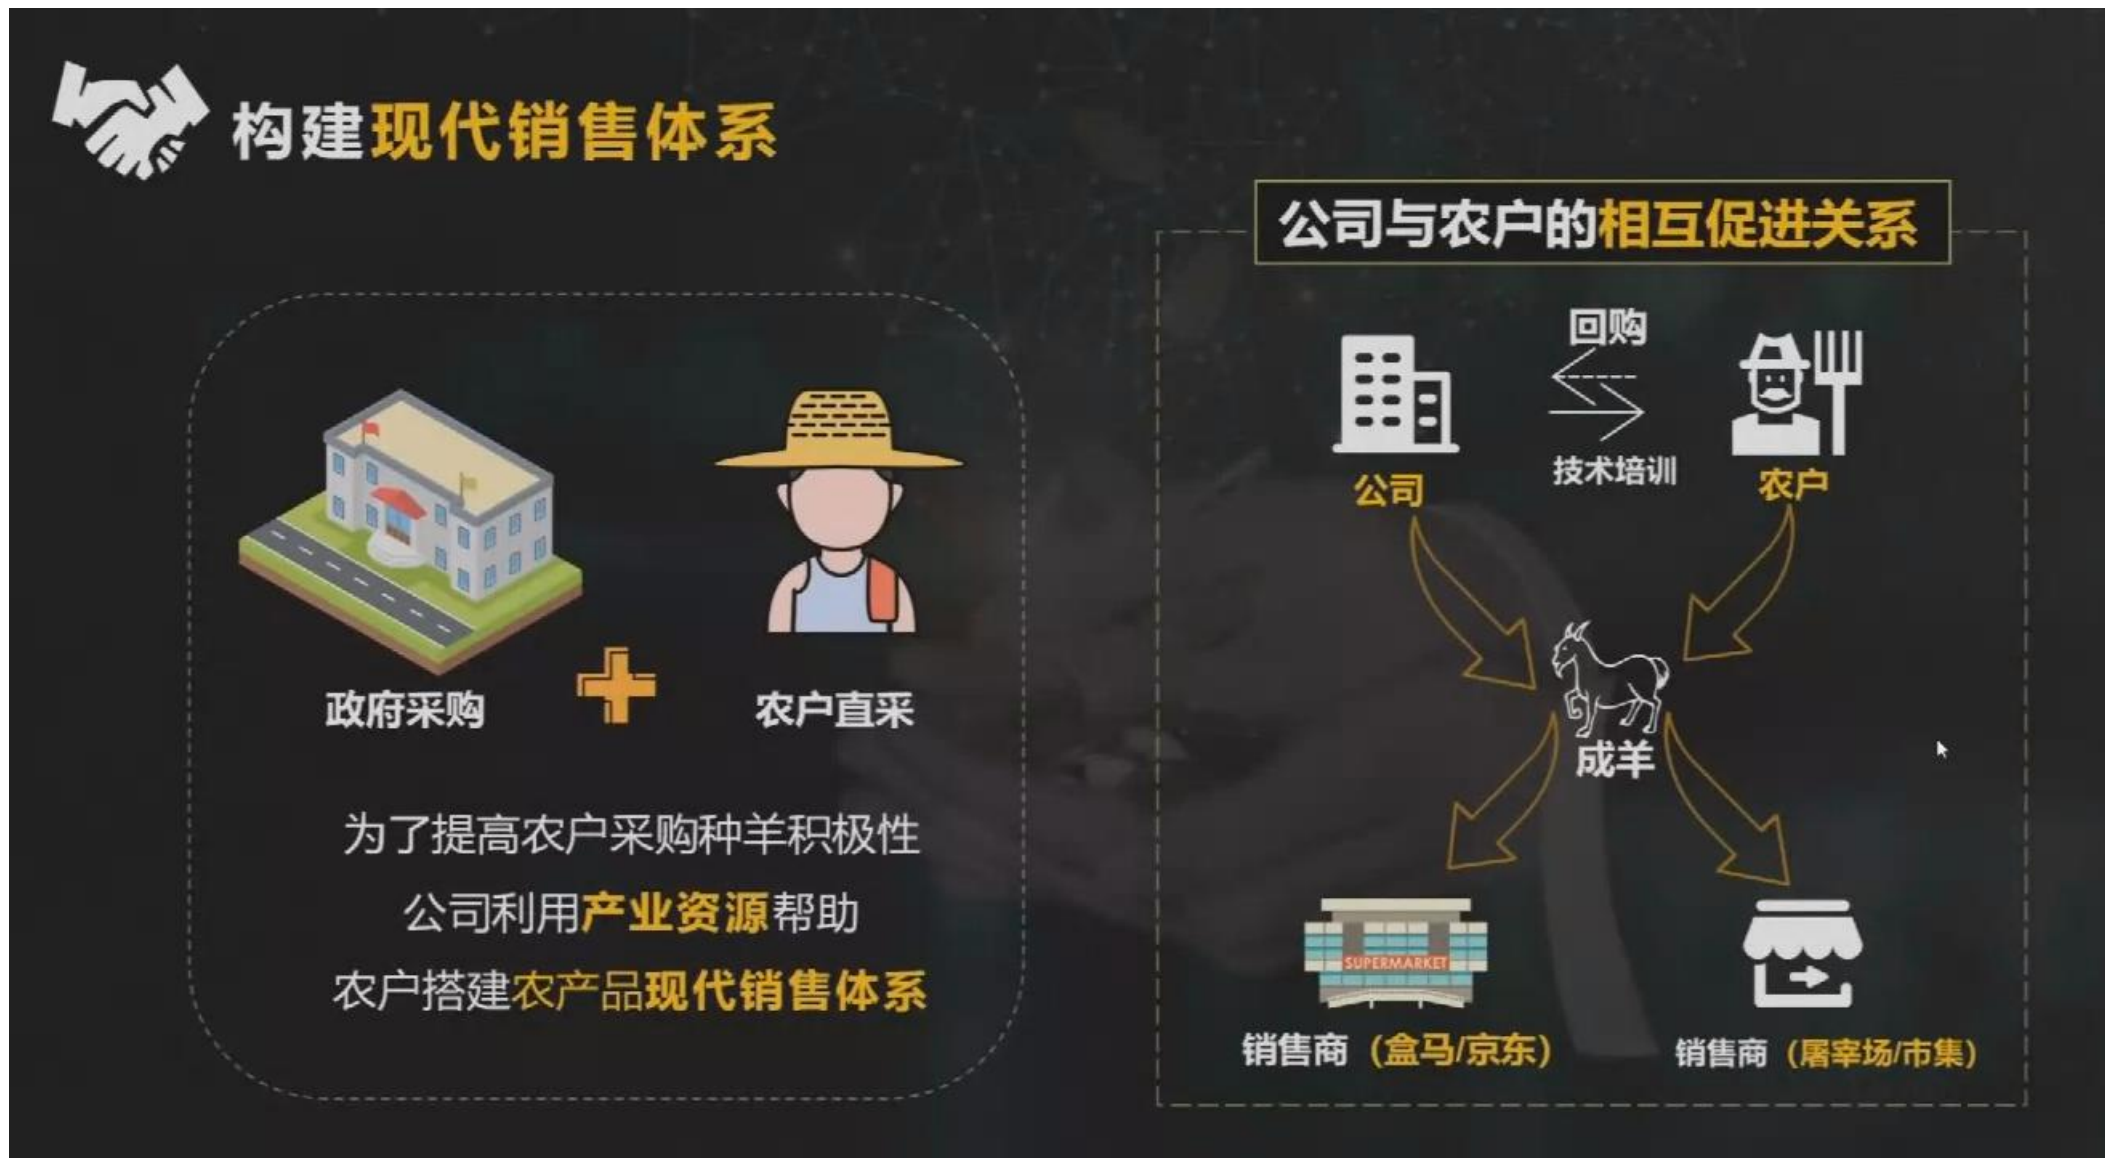 构建现代销售体系
政府采购
农户直采
为了提高农户采购种羊积极性
公司利用产业资源帮助
农户搭建农产品现代销售体系
公司与农户的相互促进关系
回购
技术培训
公司
农户
成羊
SUPERMARKET
销售商（盒马/京东）
销售商（屠宰场/市集）